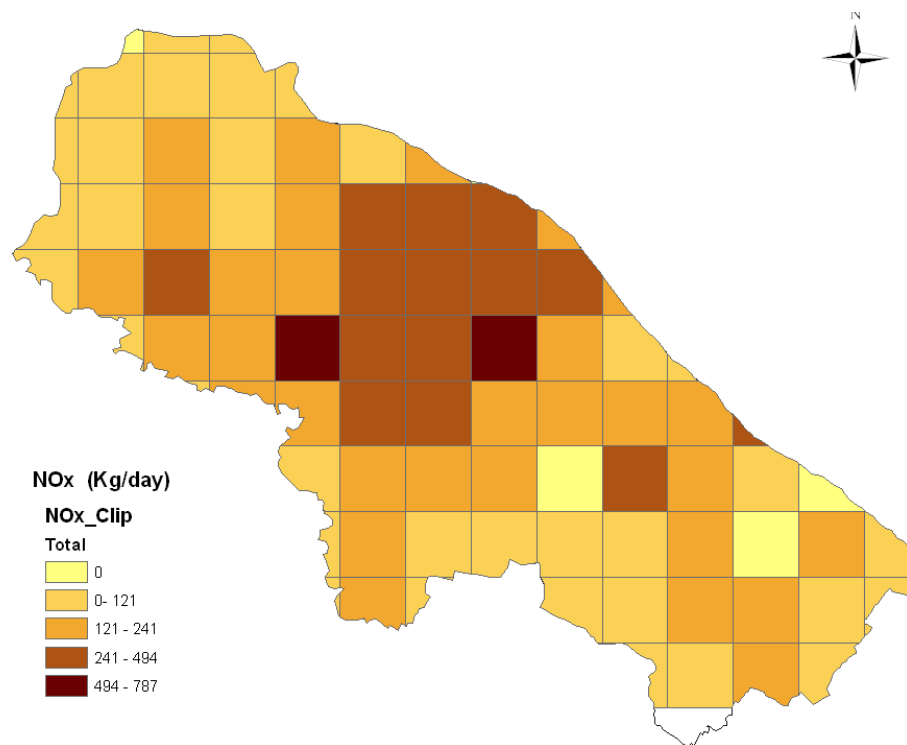 N
NOx (Kg/day)
NOx_Clip
Total
0
0- 121
121 - 241
241 - 494
494 - 787